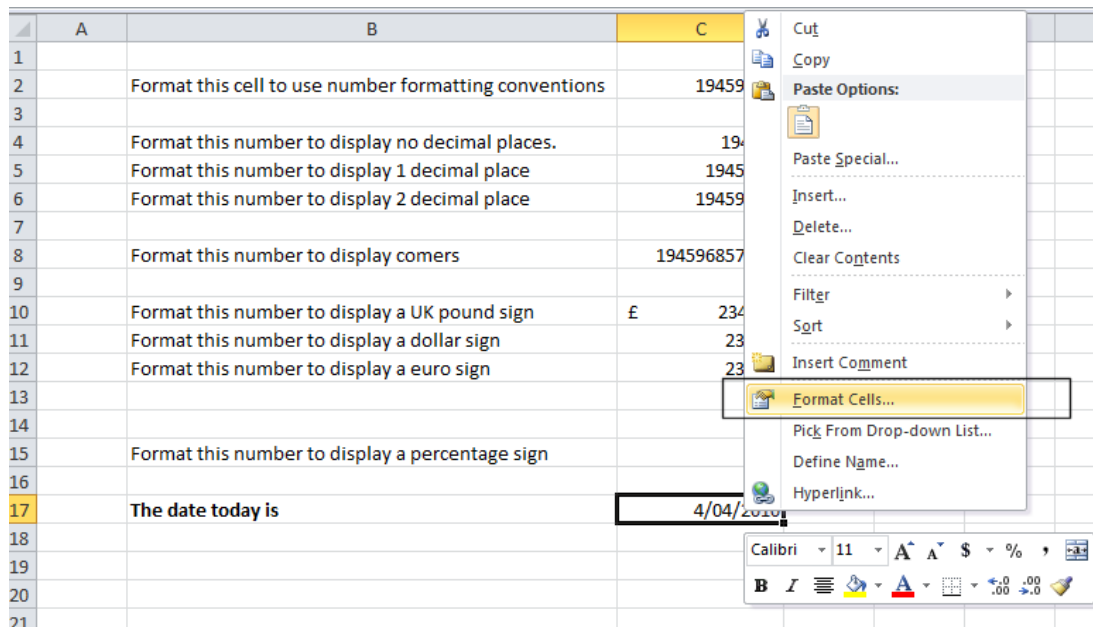 A B C
1
2 Format this cell to use number formatting conventions 19459
3
4 Format this number to display no decimal places. 194
5 Format this number to display 1 decimal place 1945
6 Format this number to display 2 decimal place 19459
7
8 Format this number to display comers 194596857
9
10 Format this number to display a UK pound sign £ 234
11 Format this number to display a dollar sign 23
12 Format this number to display a euro sign 23
13
14
15 Format this number to display a percentage sign
16
17 The date today is 4/04/2010
18
19
20
21
Cut
Copy
Paste Options:
Paste Special...
Insert...
Delete...
Clear Contents
Filter
Sort
Insert Comment
Format Cells...
Pick From Drop-down List...
Define Name...
Hyperlink...
Calibri 11 A A $ % ,
B I A .00 .00